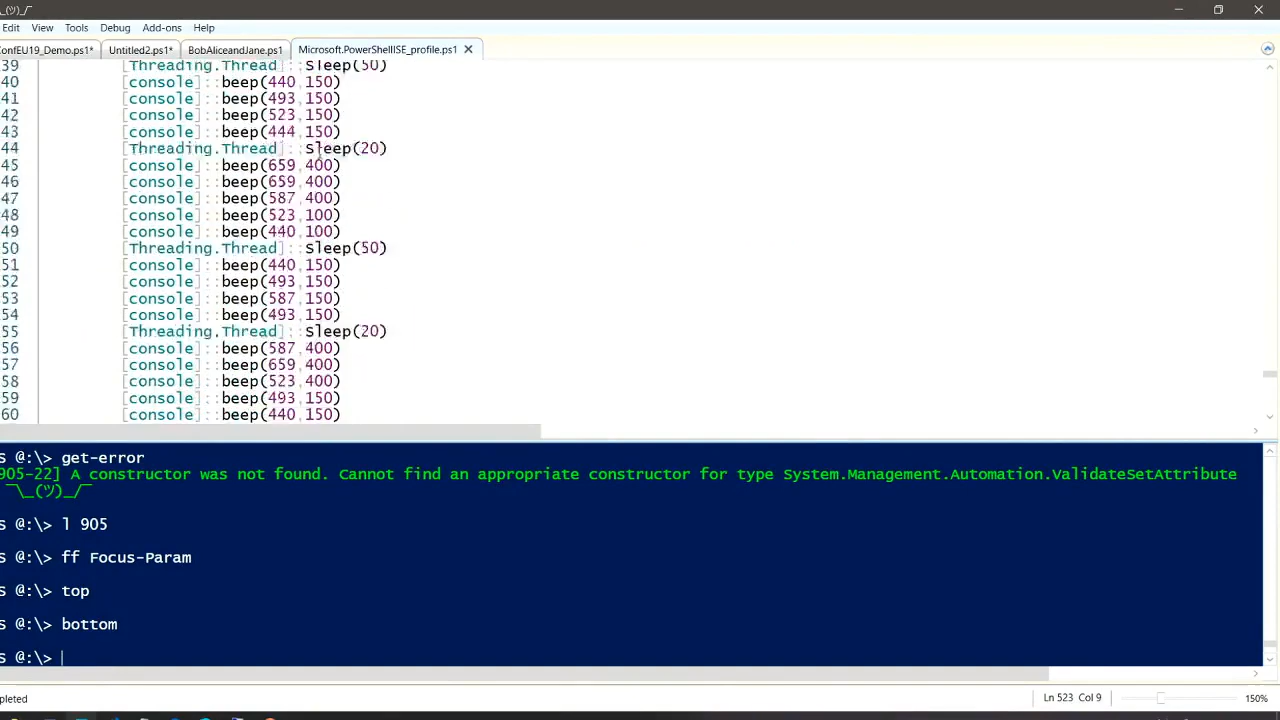 _(ツ)_/
Edit View Tools Debug Add-ons Help
ConfEU19_Demo.ps1* Untitled2.ps1* BobAliceandJane.ps1 Microsoft.PowerShellISE_profile.ps1
39 [Threading.Thread]::Sleep(50)
40 [console]::beep(440,150)
41 [console]::beep(493,150)
42 [console]::beep(523,150)
43 [console]::beep(444,150)
44 [Threading.Thread]::Sleep(20)
45 [console]::beep(659,400)
46 [console]::beep(659,400)
47 [console]::beep(587,400)
48 [console]::beep(523,100)
49 [console]::beep(440,100)
50 [Threading.Thread]::Sleep(50)
51 [console]::beep(440,150)
52 [console]::beep(493,150)
53 [console]::beep(587,150)
54 [console]::beep(493,150)
55 [Threading.Thread]::Sleep(20)
56 [console]::beep(587,400)
57 [console]::beep(659,400)
58 [console]::beep(523,400)
59 [console]::beep(493,150)
60 [console]::beep(440,150)
S @:\> get-error
905-22] A constructor was not found. Cannot find an appropriate constructor for type System.Management.Automation.ValidateSetAttribute
¯\_(ツ)_/¯
S @:\> l 905
S @:\> ff Focus-Param
S @:\> top
S @:\> bottom
S @:\>
pleted Ln 523 Col 9 150%